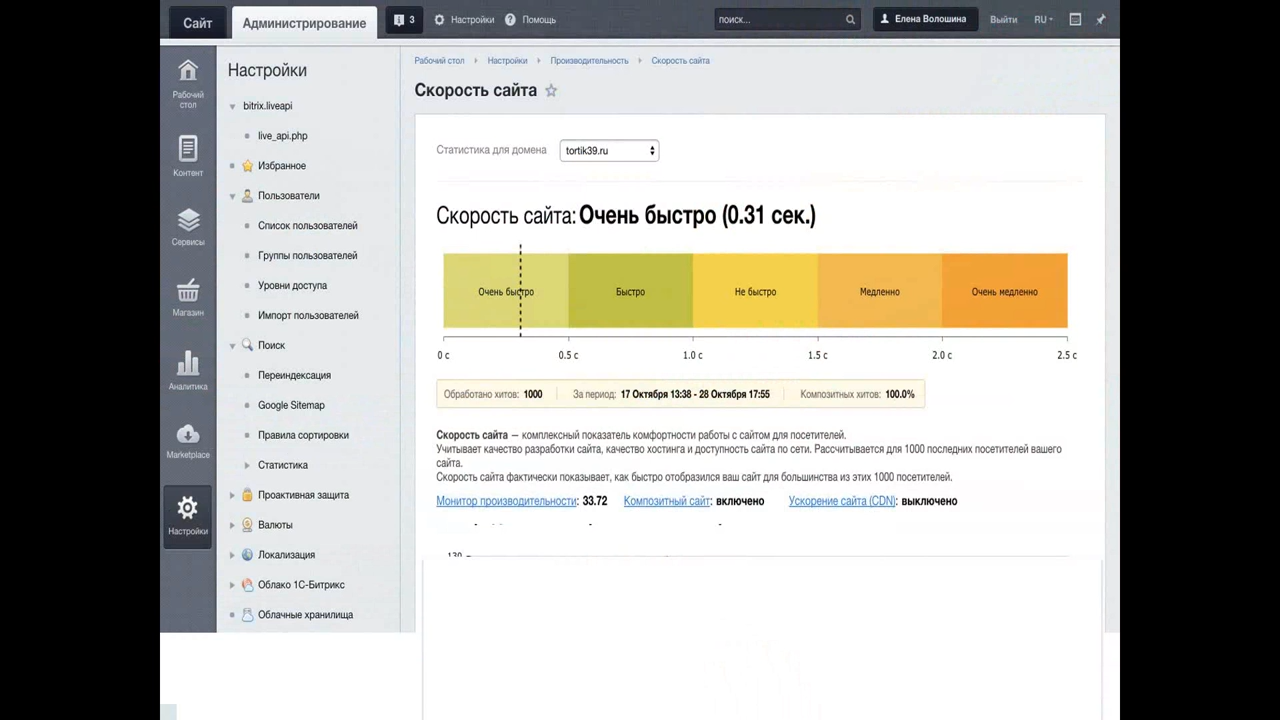 Сайт
Администрирование
3
Настройки
Помощь
поиск...
Елена Волошина
Выйти
RU
Рабочий стол
Контент
Сервисы
Магазин
Аналитика
Marketplace
Настройки
Настройки
bitrix.liveapi
live_api.php
Избранное
Пользователи
Список пользователей
Группы пользователей
Уровни доступа
Импорт пользователей
Поиск
Переиндексация
Google Sitemap
Правила сортировки
Статистика
Проактивная защита
Валюты
Локализация
Облако 1С-Битрикс
Облачные хранилища
Рабочий стол Настройки Производительность Скорость сайта
Скорость сайта
Статистика для домена tortik39.ru
Скорость сайта: Очень быстро (0.31 сек.)
Очень быстро Быстро Не быстро Медленно Очень медленно
0 с 0.5 с 1.0 с 1.5 с 2.0 с 2.5 с
Обработано хитов: 1000 За период: 17 Октября 13:38 - 28 Октября 17:55 Композитных хитов: 100.0%
Скорость сайта — комплексный показатель комфортности работы с сайтом для посетителей.
Учитывает качество разработки сайта, качество хостинга и доступность сайта по сети. Рассчитывается для 1000 последних посетителей вашего
сайта.
Скорость сайта фактически показывает, как быстро отобразился ваш сайт для большинства из этих 1000 посетителей.
Монитор производительности: 33.72 Композитный сайт: включено Ускорение сайта (CDN): выключено